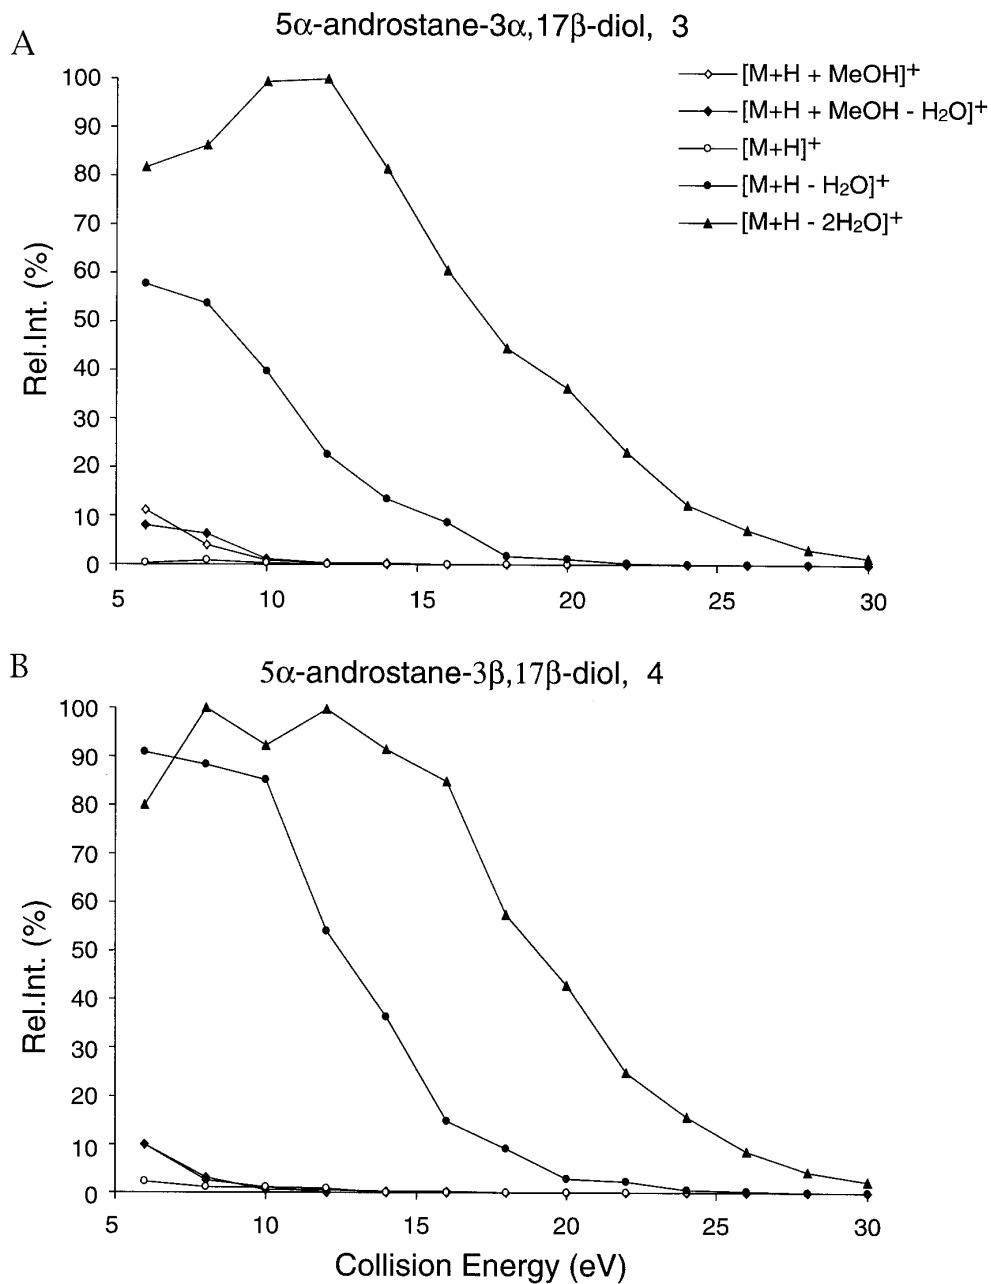 A
5α-androstane-3α,17β-diol, 3
[M+H + MeOH]+
[M+H + MeOH - H2O]+
[M+H]+
[M+H - H2O]+
[M+H - 2H2O]+
Rel.Int. (%)
100
90
80
70
60
50
40
30
20
10
0
5 10 15 20 25 30
B
5α-androstane-3β,17β-diol, 4
Rel.Int. (%)
100
90
80
70
60
50
40
30
20
10
0
5 10 15 20 25 30
Collision Energy (eV)